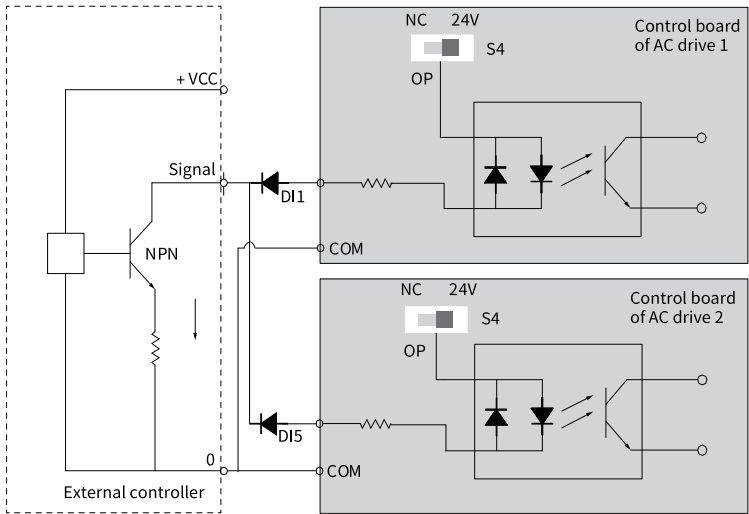 NC 24V
S4
OP
Control board
of AC drive 1
+ VCC
Signal
DI1
NPN
COM
NC 24V
S4
OP
Control board
of AC drive 2
DI5
0
COM
External controller